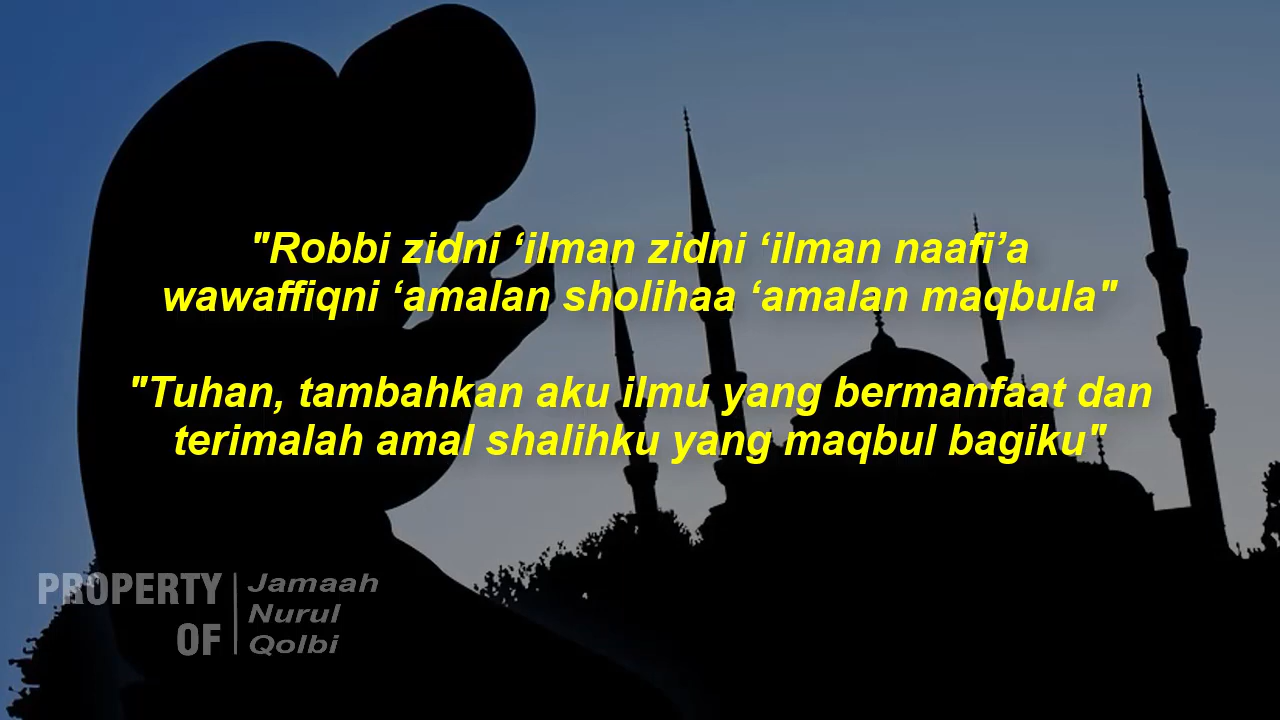 "Robbi zidni ‘ilman zidni ‘ilman naafi’a
wawaffiqni ‘amalan sholihaa ‘amalan maqbula"
"Tuhan, tambahkan aku ilmu yang bermanfaat dan
terimalah amal shalihku yang maqbul bagiku"
PROPERTY
OF
Jamaah
Nurul
Qolbi